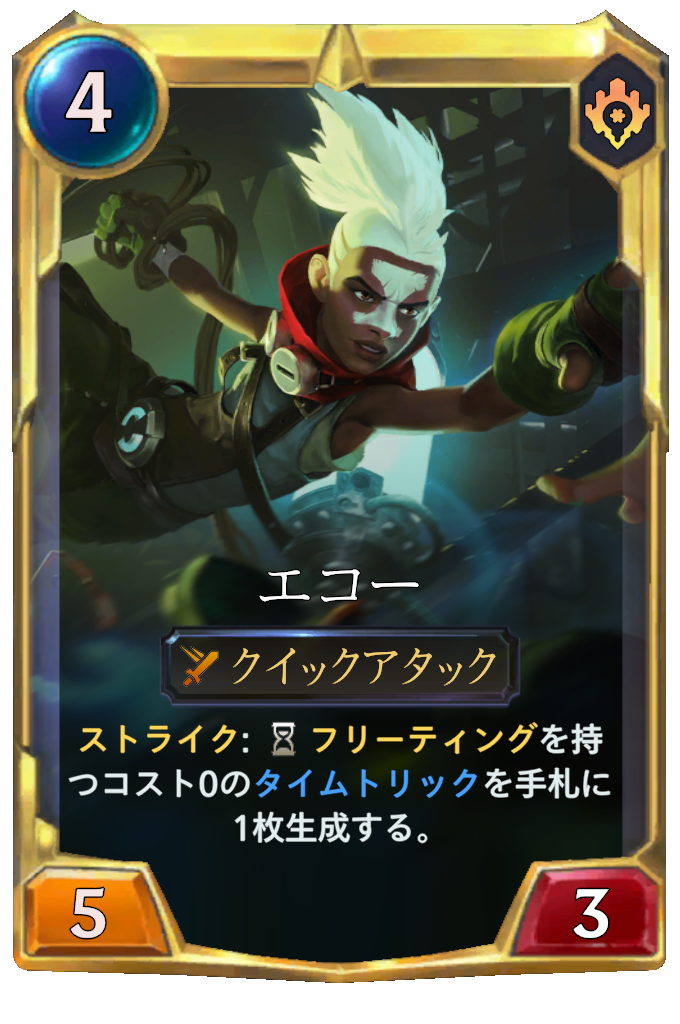 4
エコー
クイックアタック
ストライク: フリーティングを持
つコスト0のタイムトリックを手札に
1枚生成する。
5
3